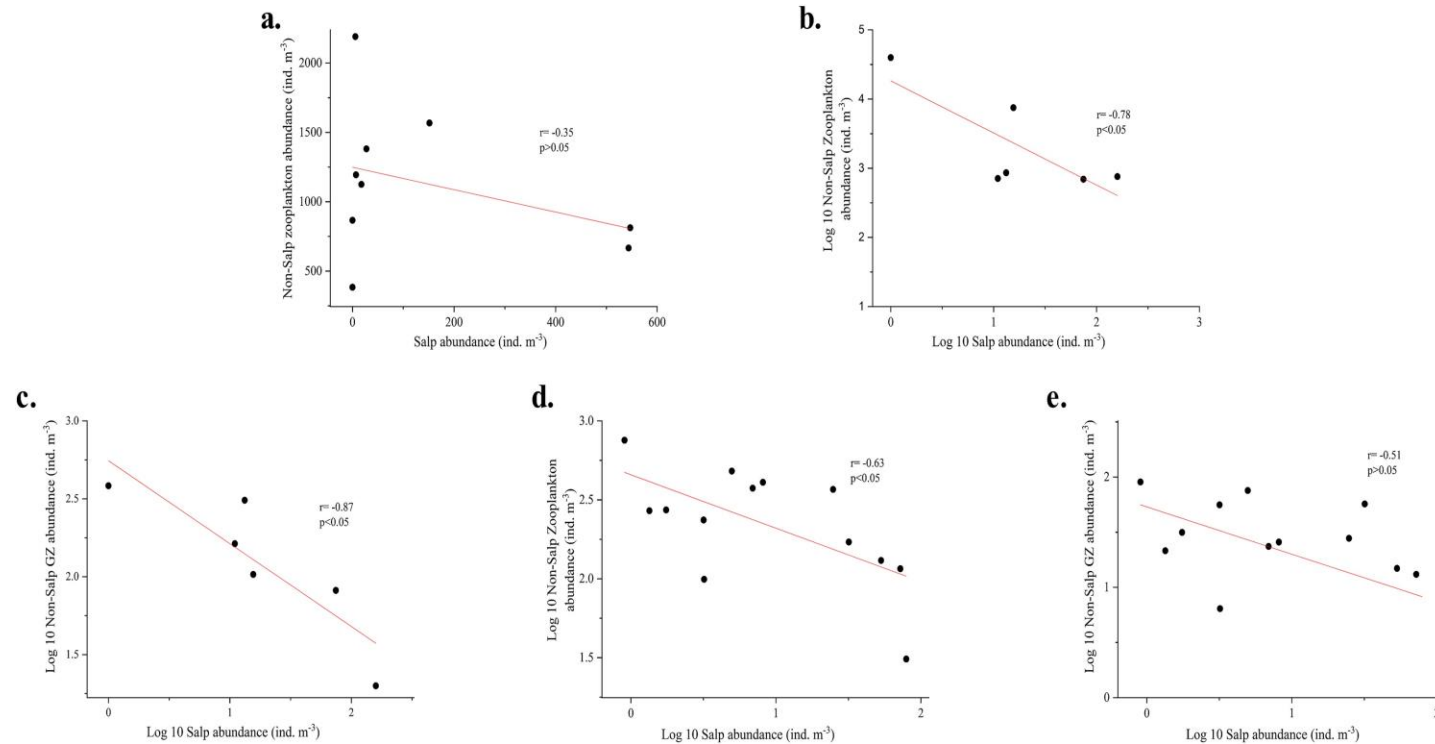 a.
Non-Salp zooplankton abundance (ind. m⁻³)
2000
1500
1000
500
r= -0.35
p>0.05
0
200
400
600
Salp abundance (ind. m⁻³)
b.
Log 10 Non-Salp Zooplankton
abundance (ind. m⁻³)
5
4
3
2
1
r= -0.78
p<0.05
0
1
2
3
Log 10 Salp abundance (ind. m⁻³)
c.
Log 10 Non-Salp GZ abundance (ind. m⁻³)
3.0
2.5
2.0
1.5
r= -0.87
p<0.05
0
1
2
Log 10 Salp abundance (ind. m⁻³)
d.
Log 10 Non-Salp Zooplankton
abundance (ind. m⁻³)
3.0
2.5
2.0
1.5
r= -0.63
p<0.05
0
1
2
Log 10 Salp abundance (ind. m⁻³)
e.
Log 10 Non-Salp GZ abundance (ind. m⁻³)
2
1
0
r= -0.51
p>0.05
0
1
Log 10 Salp abundance (ind. m⁻³)